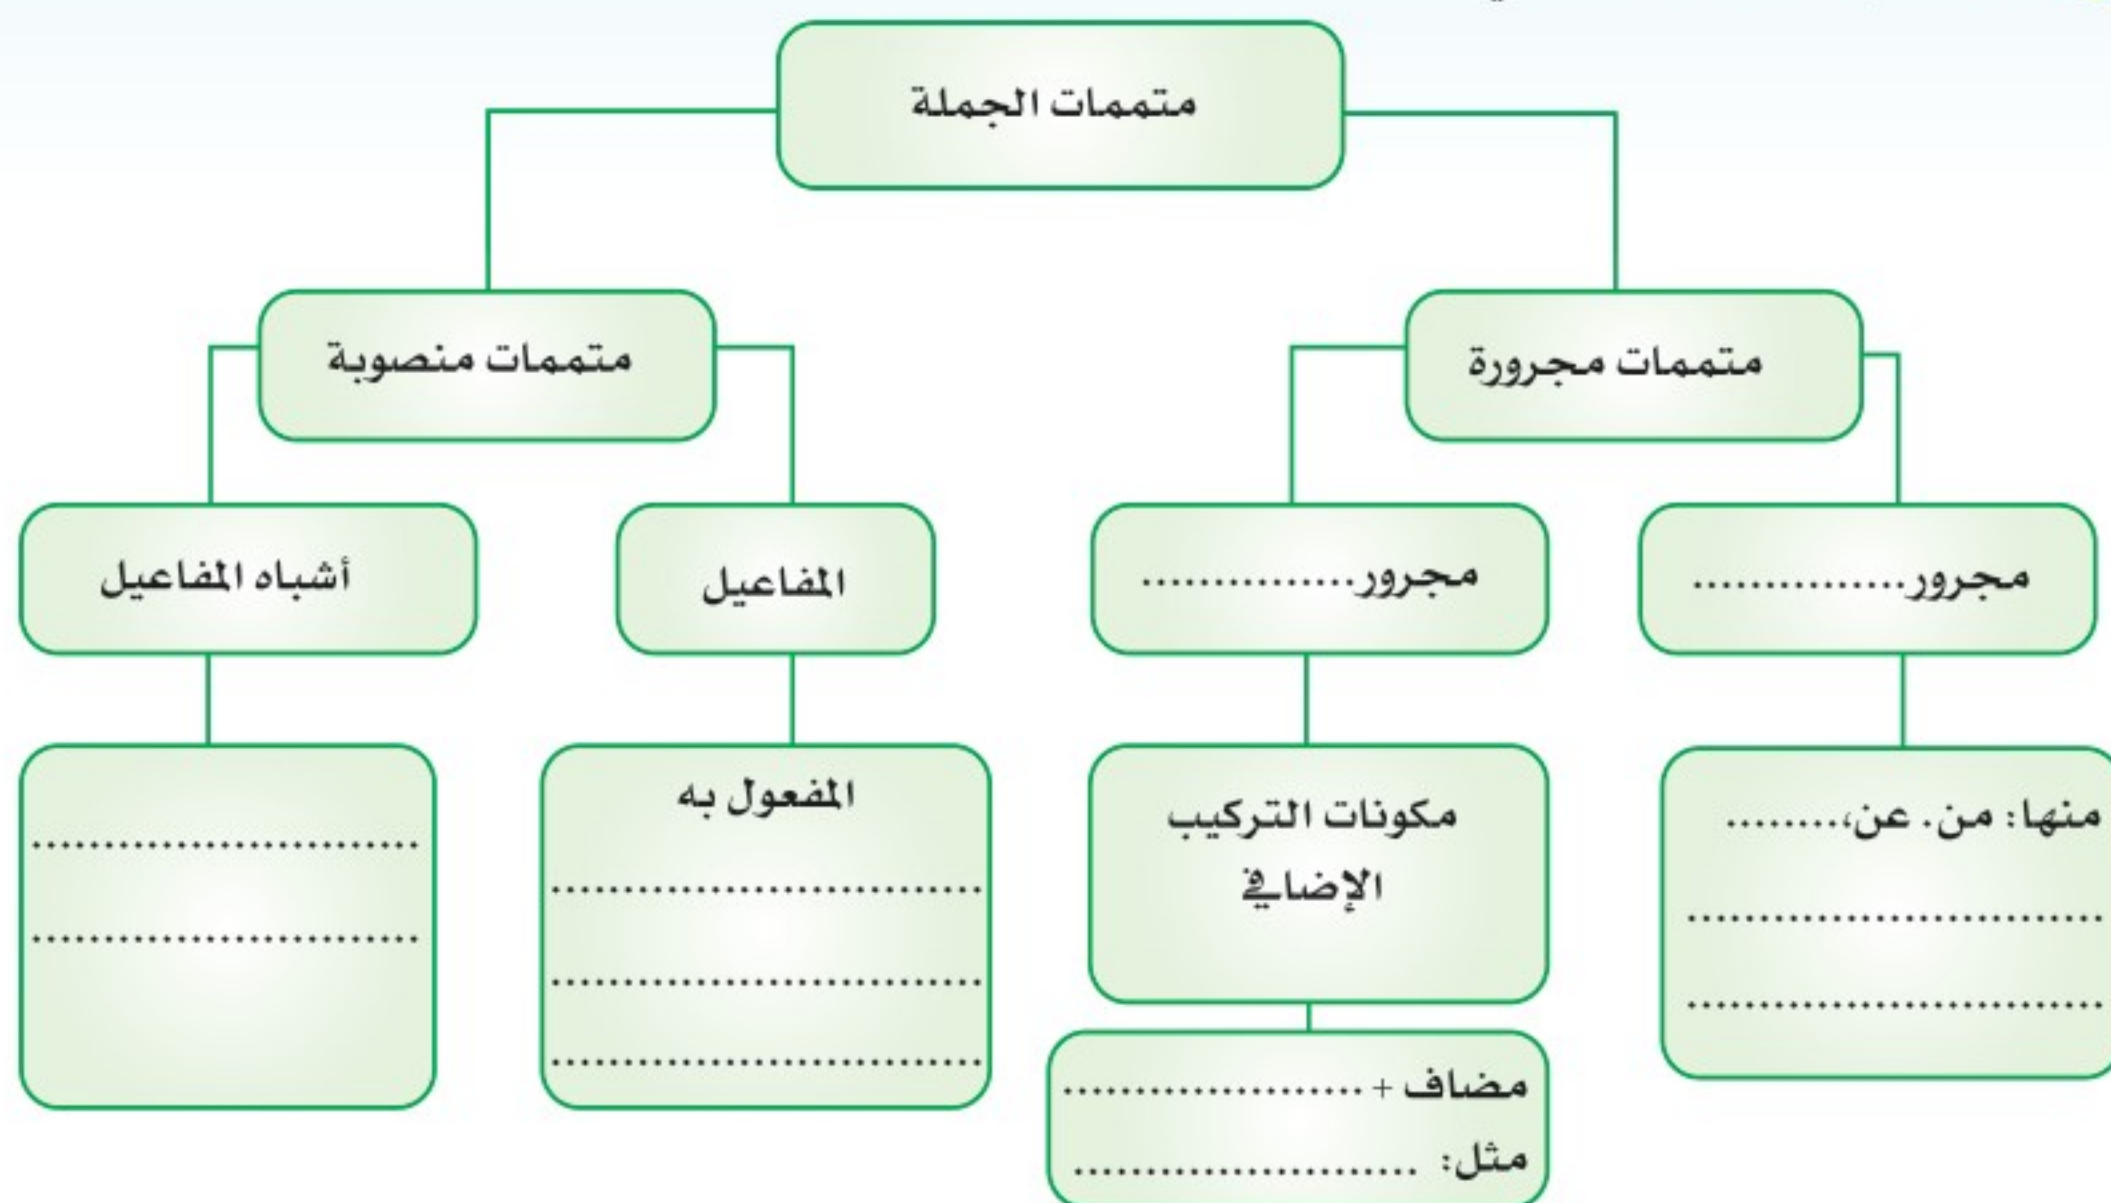 متممات الجملة
متممات مجرورة
متممات منصوبة
مجرور...............
مجرور...............
المفاعيل
أشباه المفاعيل
منها: من. عن،........
.............................
.............................
مكونات التركيب
الإضافي
مضاف + .....................
مثل: ........................
المفعول به
..............................
..............................
..............................
...........................
...........................